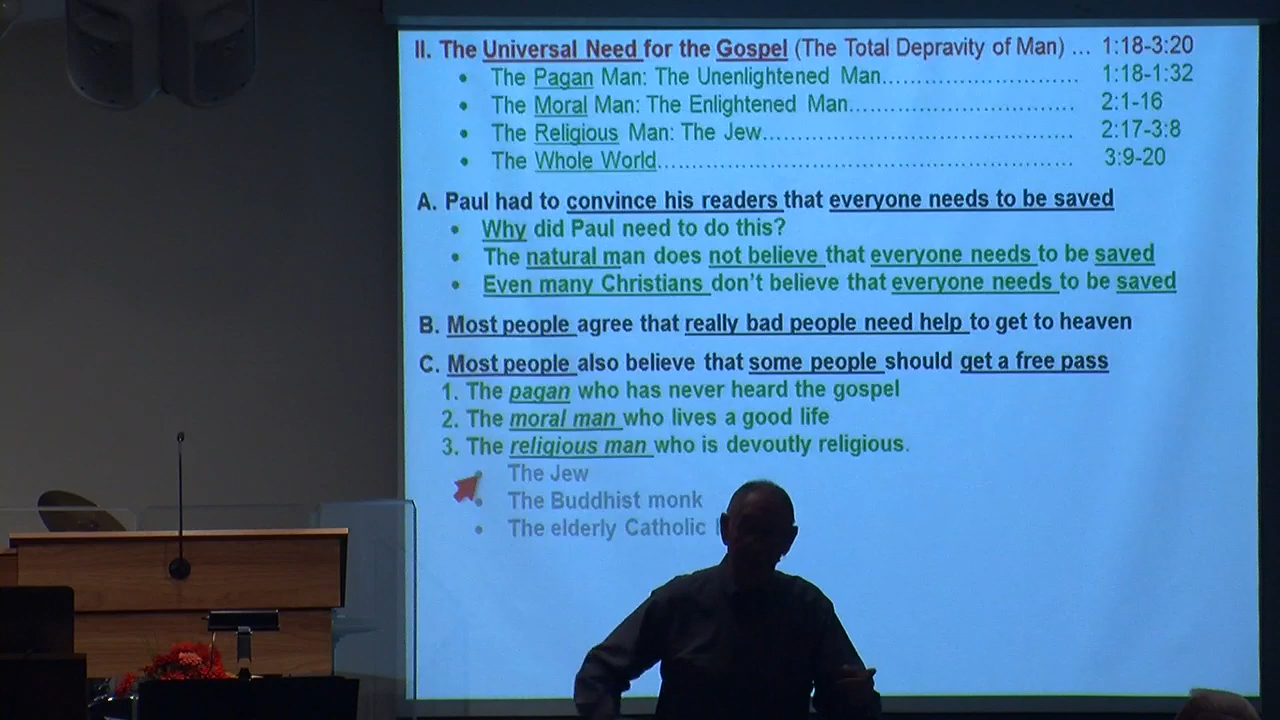 II. The Universal Need for the Gospel (The Total Depravity of Man) ... 1:18-3:20
• The Pagan Man: The Unenlightened Man............................ 1:18-1:32
• The Moral Man: The Enlightened Man................................ 2:1-16
• The Religious Man: The Jew............................................. 2:17-3:8
• The Whole World............................................................. 3:9-20
A. Paul had to convince his readers that everyone needs to be saved
• Why did Paul need to do this?
• The natural man does not believe that everyone needs to be saved
• Even many Christians don't believe that everyone needs to be saved
B. Most people agree that really bad people need help to get to heaven
C. Most people also believe that some people should get a free pass
1. The pagan who has never heard the gospel
2. The moral man who lives a good life
3. The religious man who is devoutly religious.
• The Jew
• The Buddhist monk
• The elderly Catholic